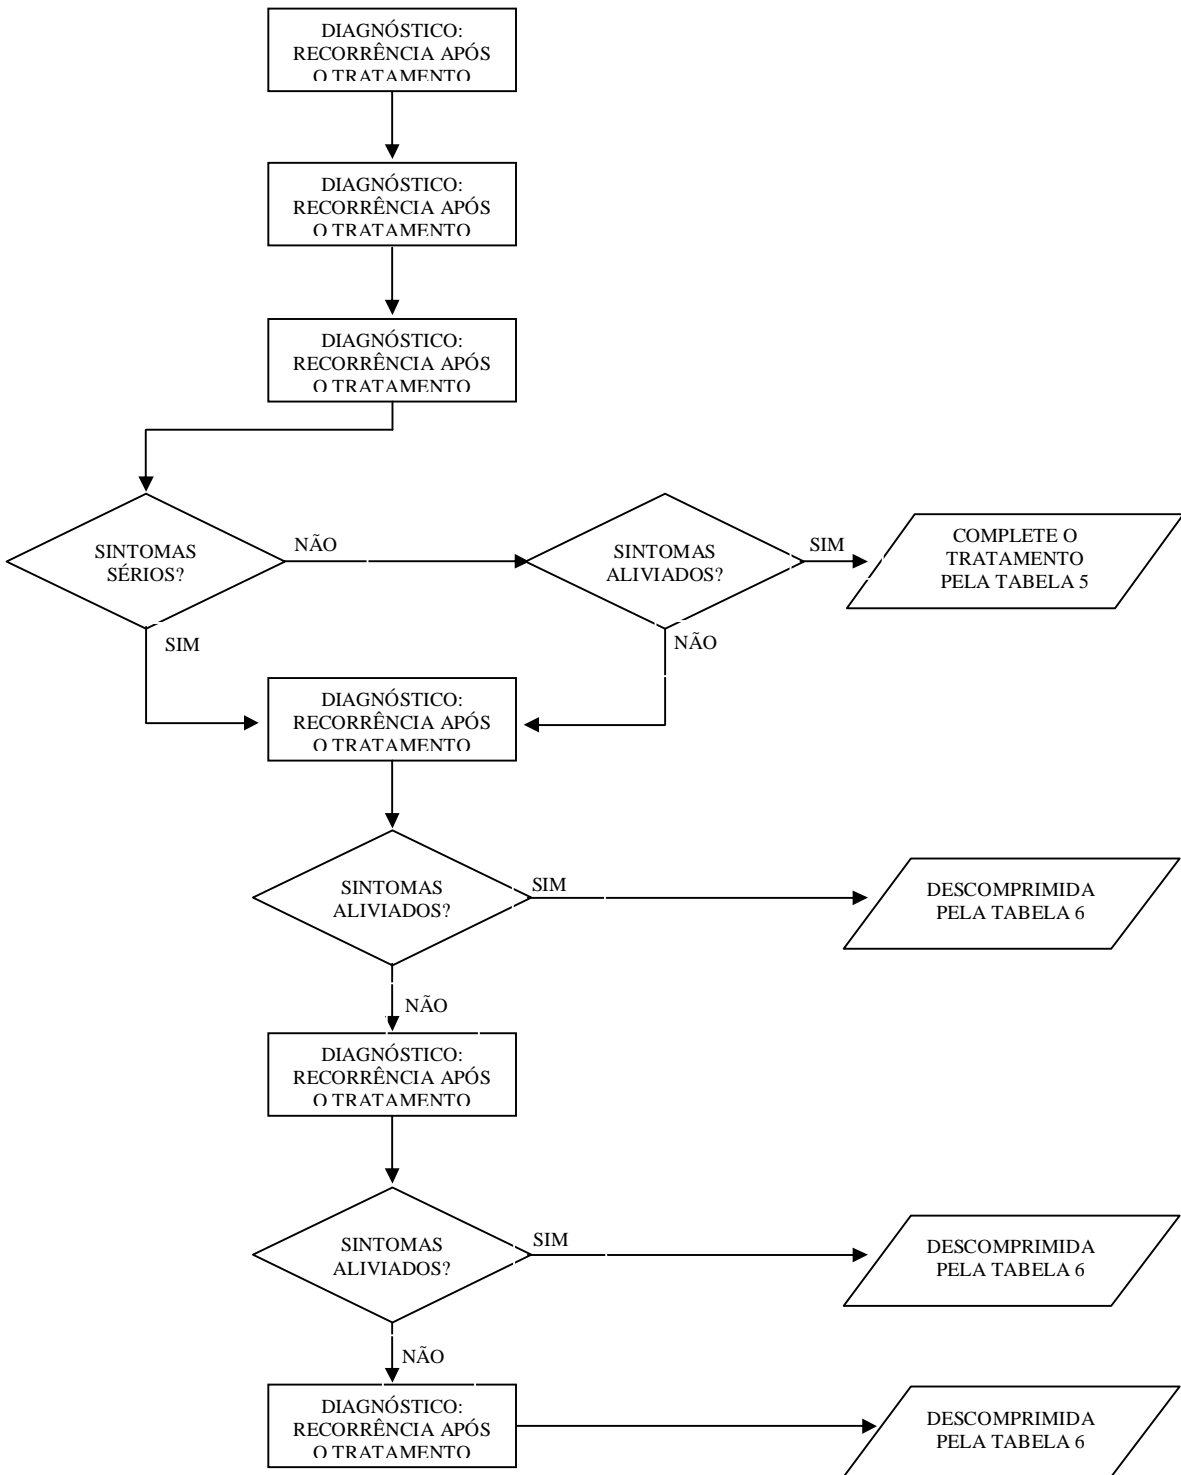 DIAGNÓSTICO:
RECORRÊNCIA APÓS
O TRATAMENTO
DIAGNÓSTICO:
RECORRÊNCIA APÓS
O TRATAMENTO
DIAGNÓSTICO:
RECORRÊNCIA APÓS
O TRATAMENTO
SINTOMAS
SÉRIOS?
NÃO
SINTOMAS
ALIVIADOS?
SIM
COMPLETE O
TRATAMENTO
PELA TABELA 5
SIM
NÃO
DIAGNÓSTICO:
RECORRÊNCIA APÓS
O TRATAMENTO
SINTOMAS
ALIVIADOS?
SIM
DESCOMPRIMIDA
PELA TABELA 6
NÃO
DIAGNÓSTICO:
RECORRÊNCIA APÓS
O TRATAMENTO
SINTOMAS
ALIVIADOS?
SIM
DESCOMPRIMIDA
PELA TABELA 6
NÃO
DIAGNÓSTICO:
RECORRÊNCIA APÓS
O TRATAMENTO
DESCOMPRIMIDA
PELA TABELA 6